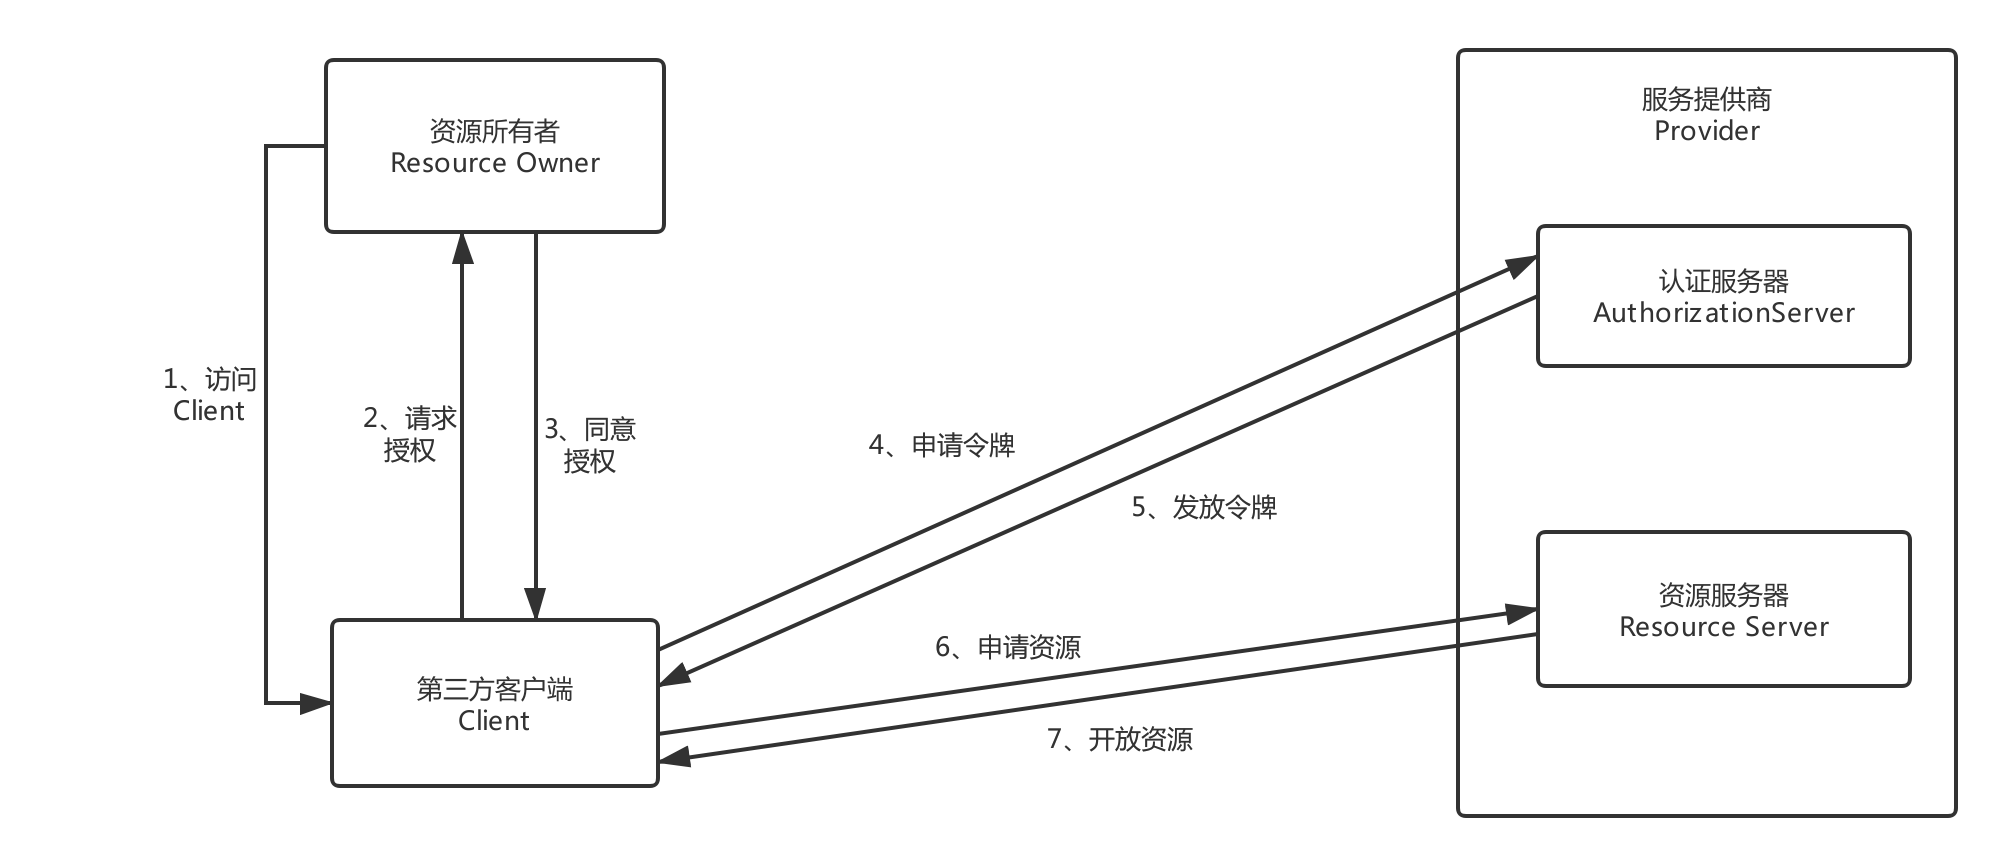 资源所有者
Resource Owner
服务提供商
Provider
认证服务器
AuthorizationServer
1、访问
Client
2、请求
授权
3、同意
授权
4、申请令牌
5、发放令牌
资源服务器
Resource Server
6、申请资源
7、开放资源
第三方客户端
Client